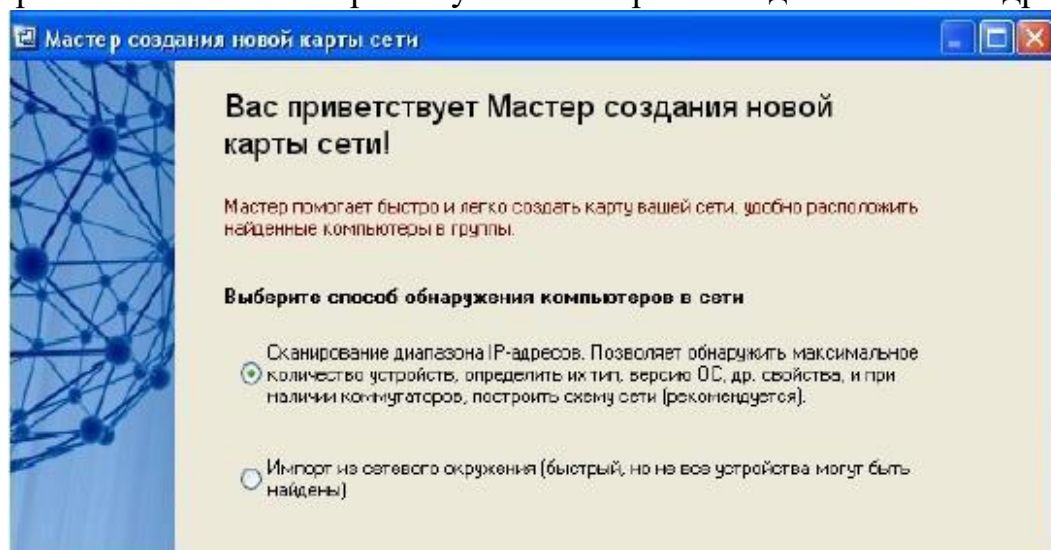 Мастер создания новой карты сети
Вас приветствует Мастер создания новой
карты сети!
Мастер помогает быстро и легко создать карту вашей сети, удобно расположить
найденные компьютеры в группы.
Выберите способ обнаружения компьютеров в сети
Сканирование диапазона IP-адресов. Позволяет обнаружить максимальное
количество устройств, определить их тип, версию ОС, др. свойства, и при
наличии коммутаторов, построить схему сети (рекомендуется).
Импорт из сетевого окружения (быстрый, но не все устройства могут быть
найдены)